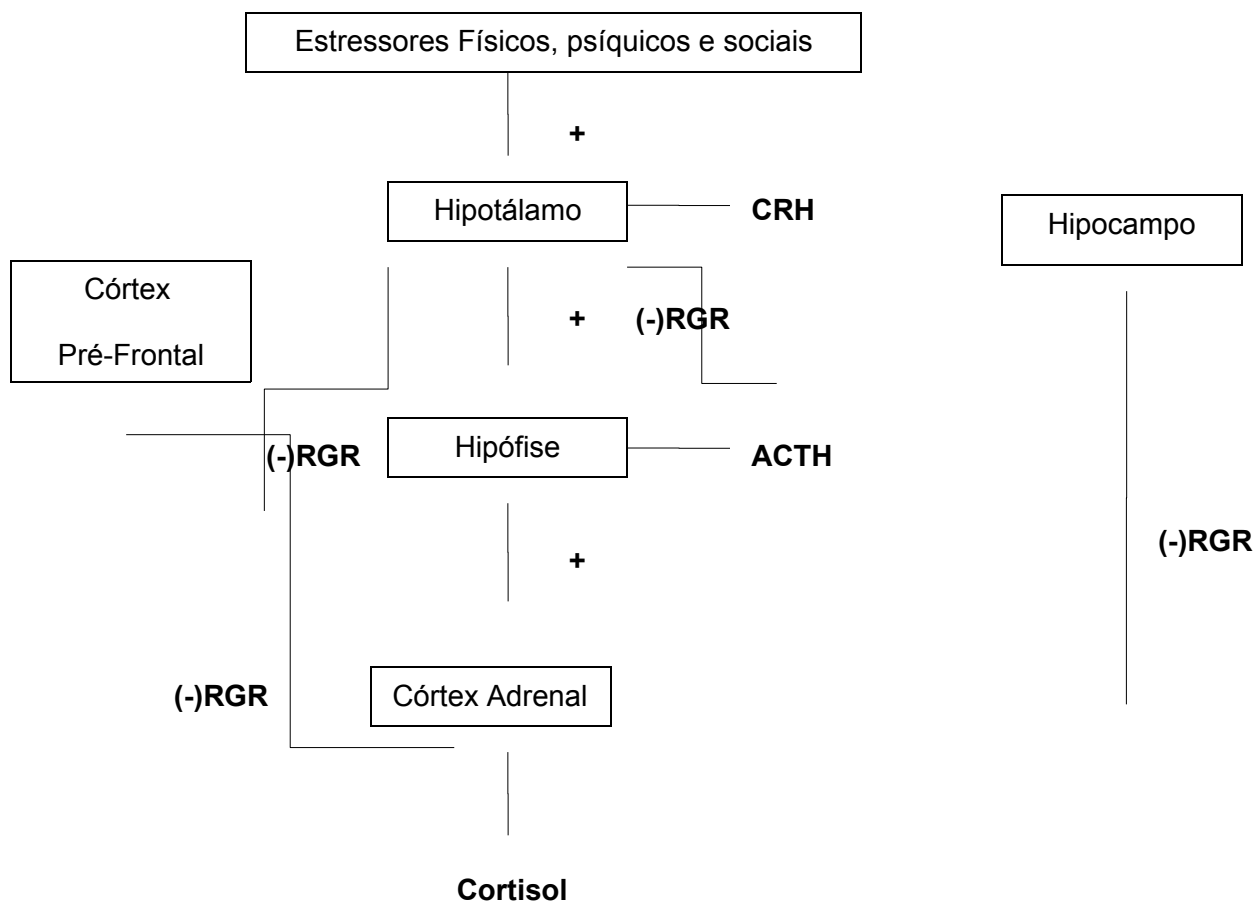 Estressores Físicos, psíquicos e sociais
+
Hipotálamo
CRH
Hipocampo
Córtex
Pré-Frontal
+
(-)RGR
(-)RGR
Hipófise
ACTH
+
(-)RGR
(-)RGR
Córtex Adrenal
Cortisol